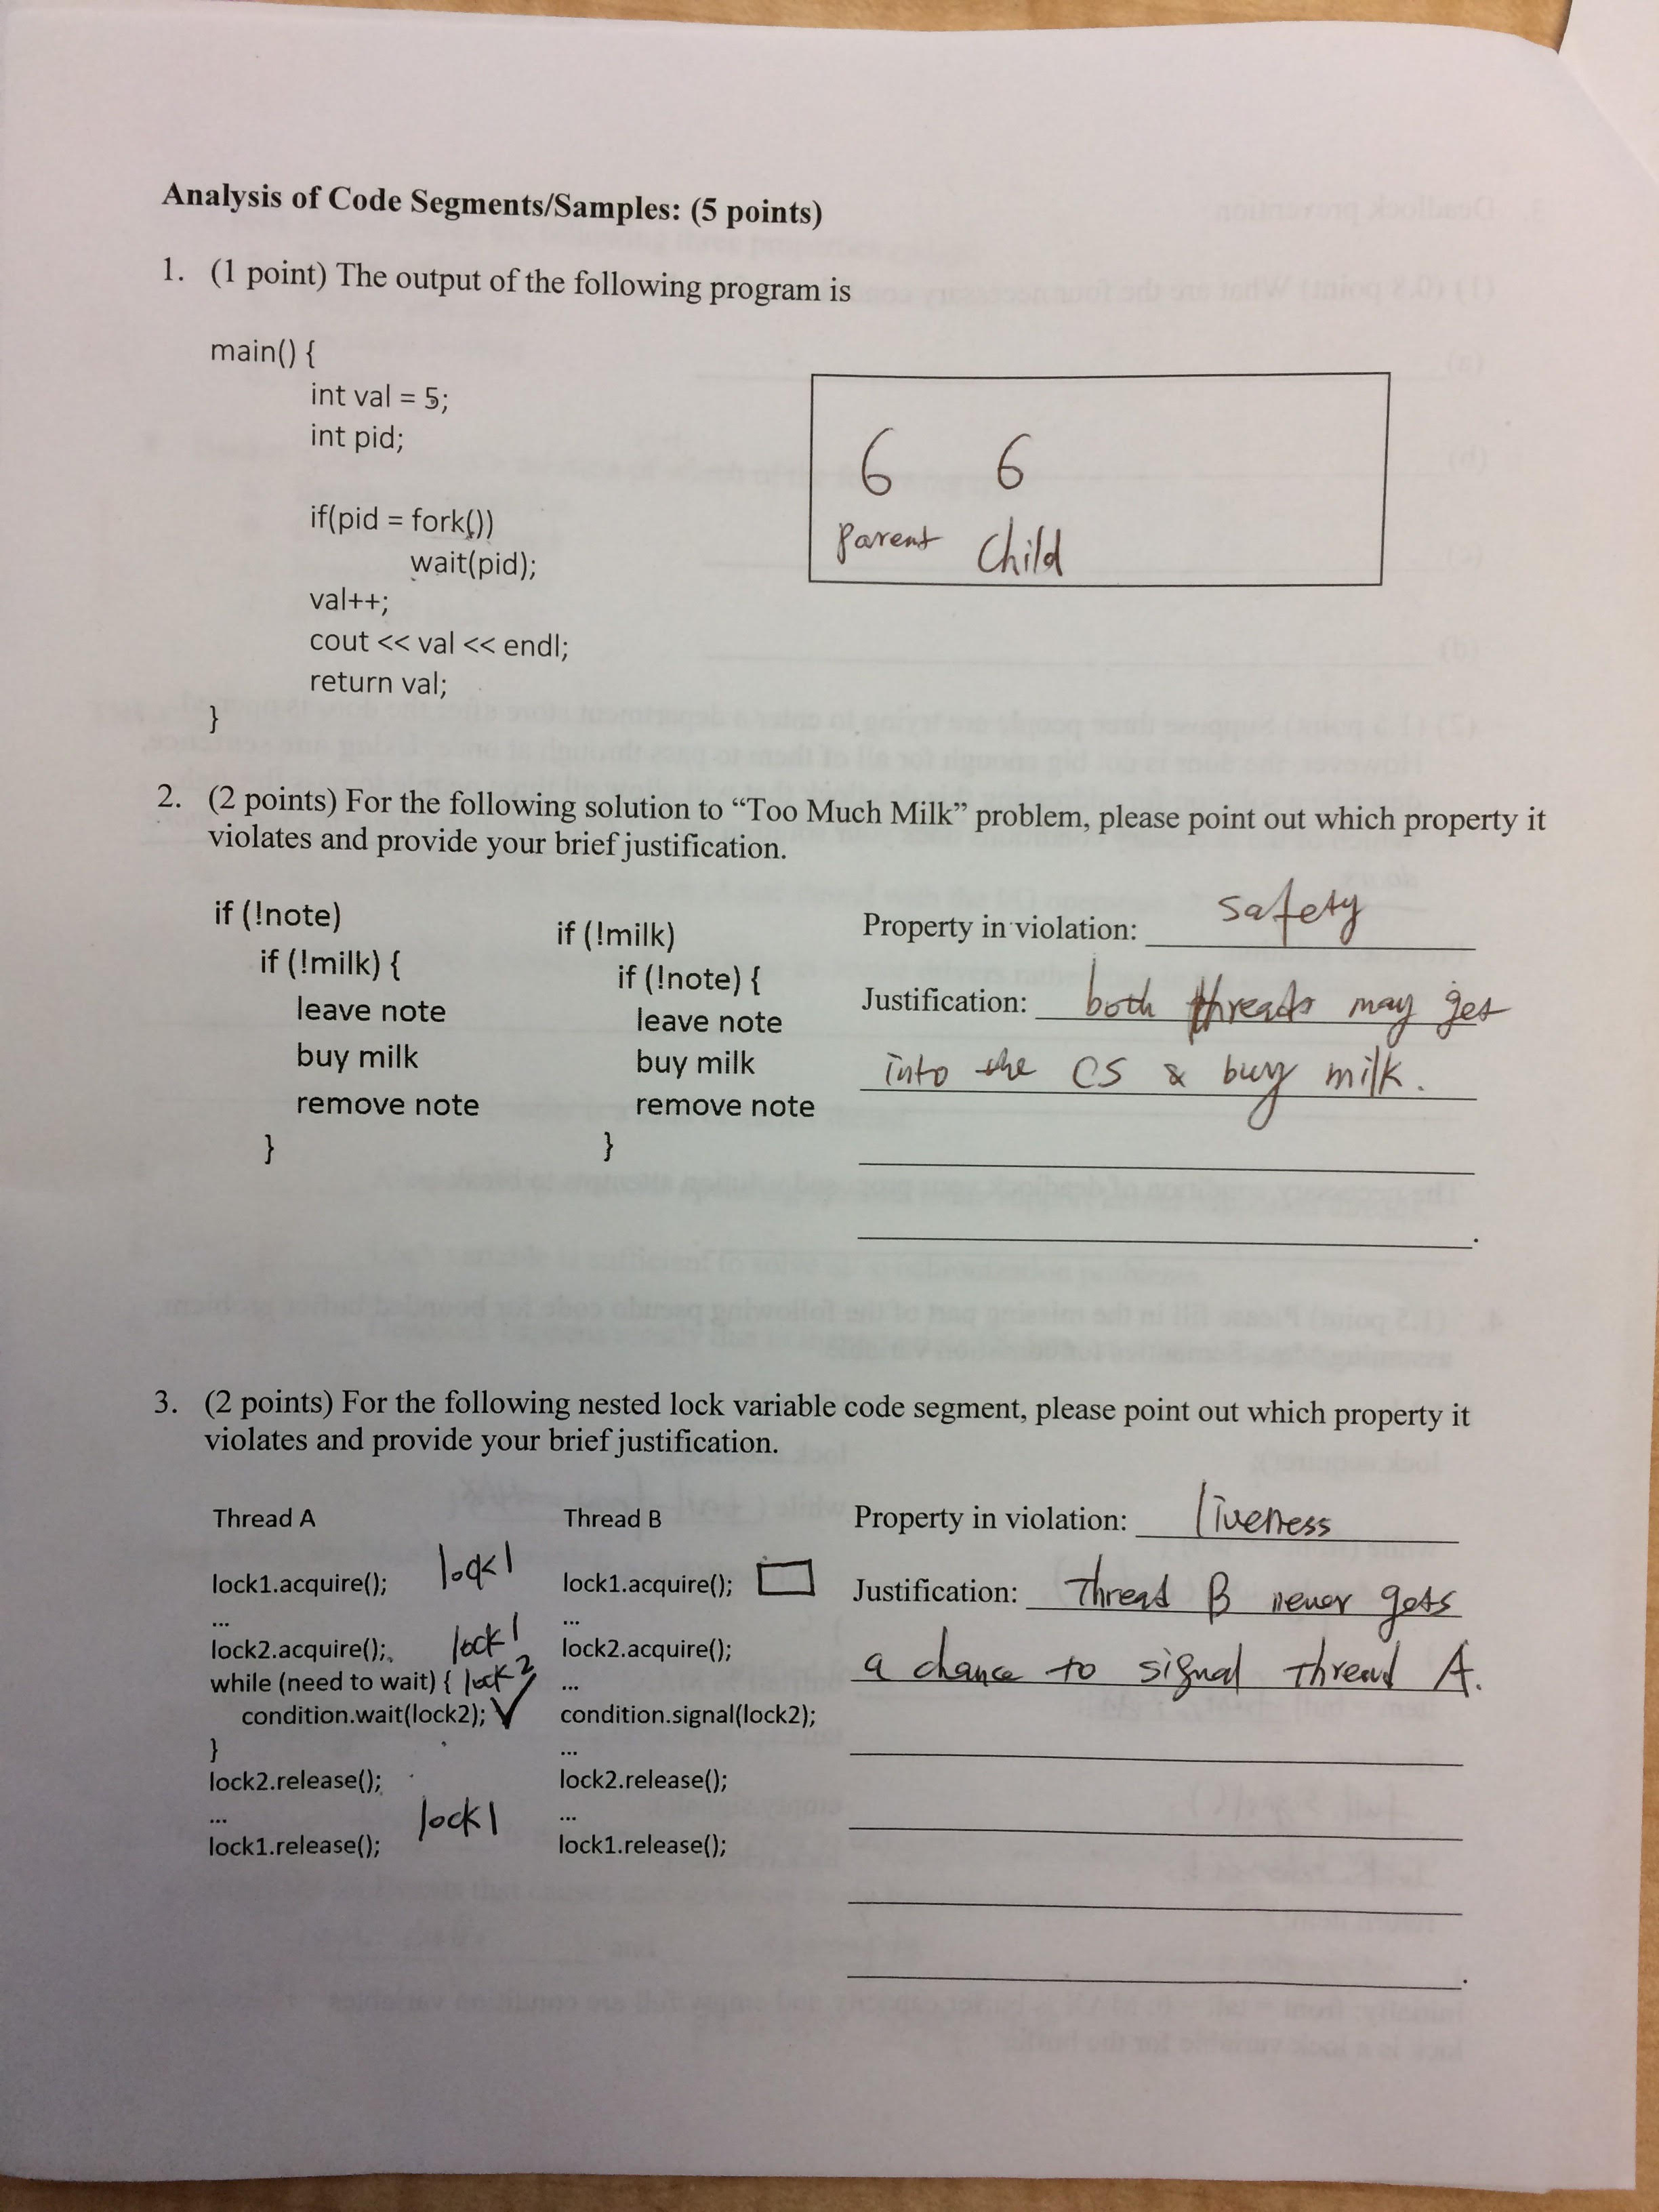 Analysis of Code Segments/Samples: (5 points)
1. (1 point) The output of the following program is
main() {
int val = 5;
int pid;
if(pid = fork())
wait(pid);
val++;
cout << val << endl;
return val;
}
6 6
parent child
2. (2 points) For the following solution to “Too Much Milk” problem, please point out which property it
violates and provide your brief justification.
if (!note)
if (!milk) {
leave note
buy milk
remove note
}
if (!milk)
if (!note) {
leave note
buy milk
remove note
}
Property in violation: safety
Justification: both threads may get
into the CS & buy milk.
3. (2 points) For the following nested lock variable code segment, please point out which property it
violates and provide your brief justification.
Thread A
lock1.acquire(); lock1
...
lock2.acquire(); lock1
while (need to wait) { lock2
condition.wait(lock2); ✓
}
lock2.release();
... lock1
lock1.release();
Thread B
lock1.acquire();
...
lock2.acquire();
...
condition.signal(lock2);
...
lock2.release();
...
lock1.release();
Property in violation: liveness
Justification: Thread B never gets
a chance to signal thread A.